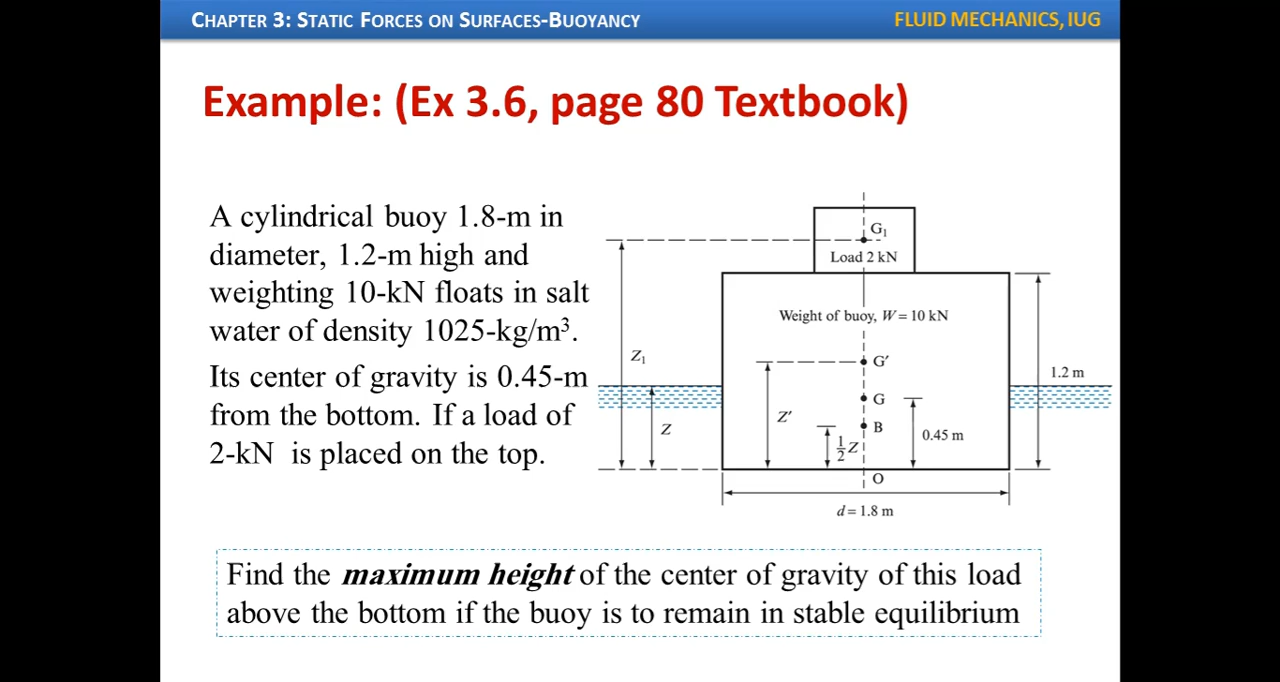 CHAPTER 3: STATIC FORCES ON SURFACES-BUOYANCY
FLUID MECHANICS, IUG
Example: (Ex 3.6, page 80 Textbook)
A cylindrical buoy 1.8-m in
diameter, 1.2-m high and
weighting 10-kN floats in salt
water of density 1025-kg/m³.
Its center of gravity is 0.45-m
from the bottom. If a load of
2-kN is placed on the top.
G₁
Load 2 kN
Weight of buoy, W = 10 kN
Z₁
G′
1.2 m
G
Z′
Z
B
0.45 m
½Z
O
d = 1.8 m
Find the maximum height of the center of gravity of this load
above the bottom if the buoy is to remain in stable equilibrium